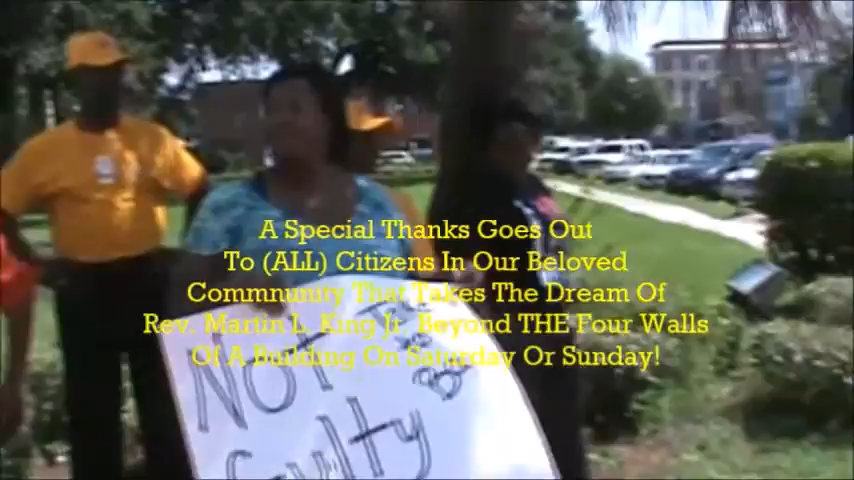 A Special Thanks Goes Out
To (ALL) Citizens In Our Beloved
Commnunity That Takes The Dream Of
Rev. Martin L. King Jr. Beyond THE Four Walls
Of A Building On Saturday Or Sunday!
NOT
Guilty